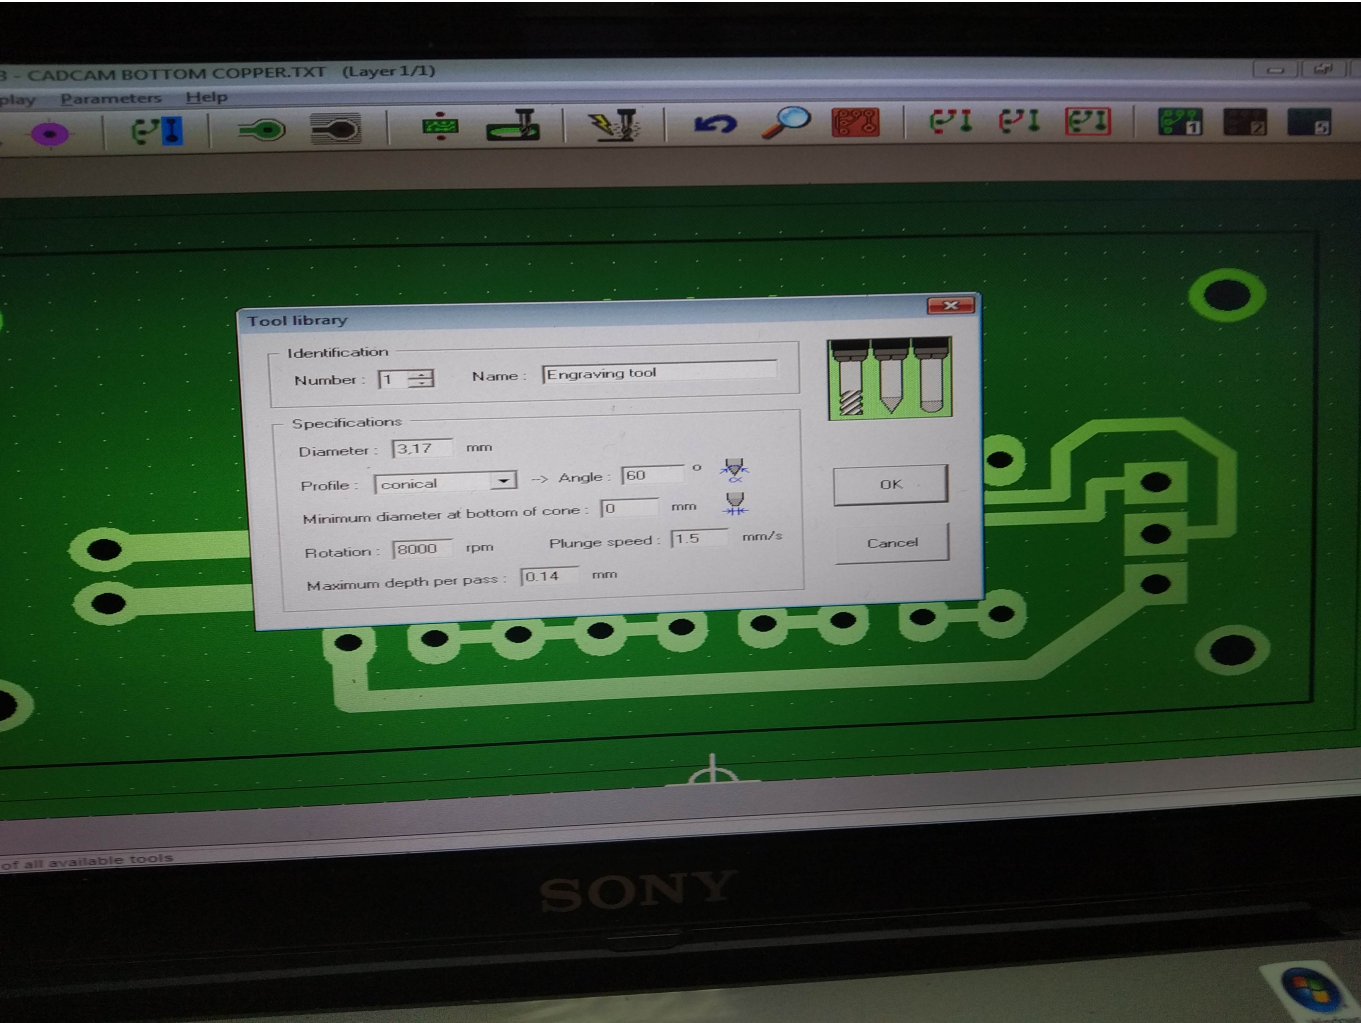 3 - CADCAM BOTTOM COPPER.TXT (Layer 1/1)
play Parameters Help
1 2 5
Tool library
Identification
Number : 1 Name : Engraving tool
Specifications
Diameter : 3,17 mm
Profile : conical --> Angle : 60 °
α
Minimum diameter at bottom of cone : 0 mm
Rotation : 8000 rpm Plunge speed : 1.5 mm/s
Maximum depth per pass : 0.14 mm
OK
Cancel
of all available tools
SONY